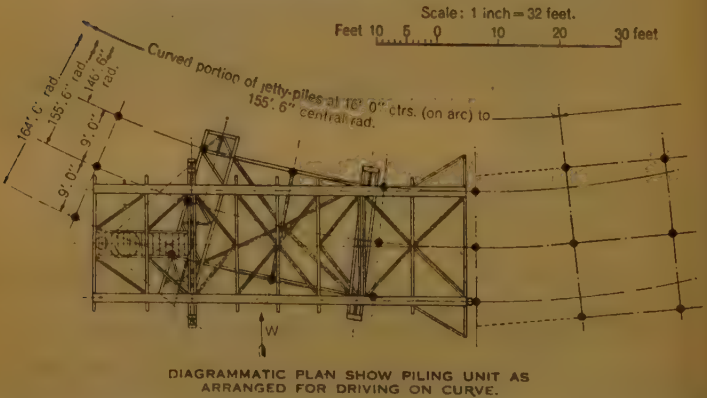 Scale: 1 inch = 32 feet.
Feet 10 5 0 10 20 30 feet
Curved portion of jetty-piles at 16' 0" ctrs. (on arc) to
155'. 6" central rad.
164'. 6" rad.
155'. 6" rad.
146'. 6" rad.
9'. 0"
9'. 0"
W
DIAGRAMMATIC PLAN SHOW PILING UNIT AS
ARRANGED FOR DRIVING ON CURVE.